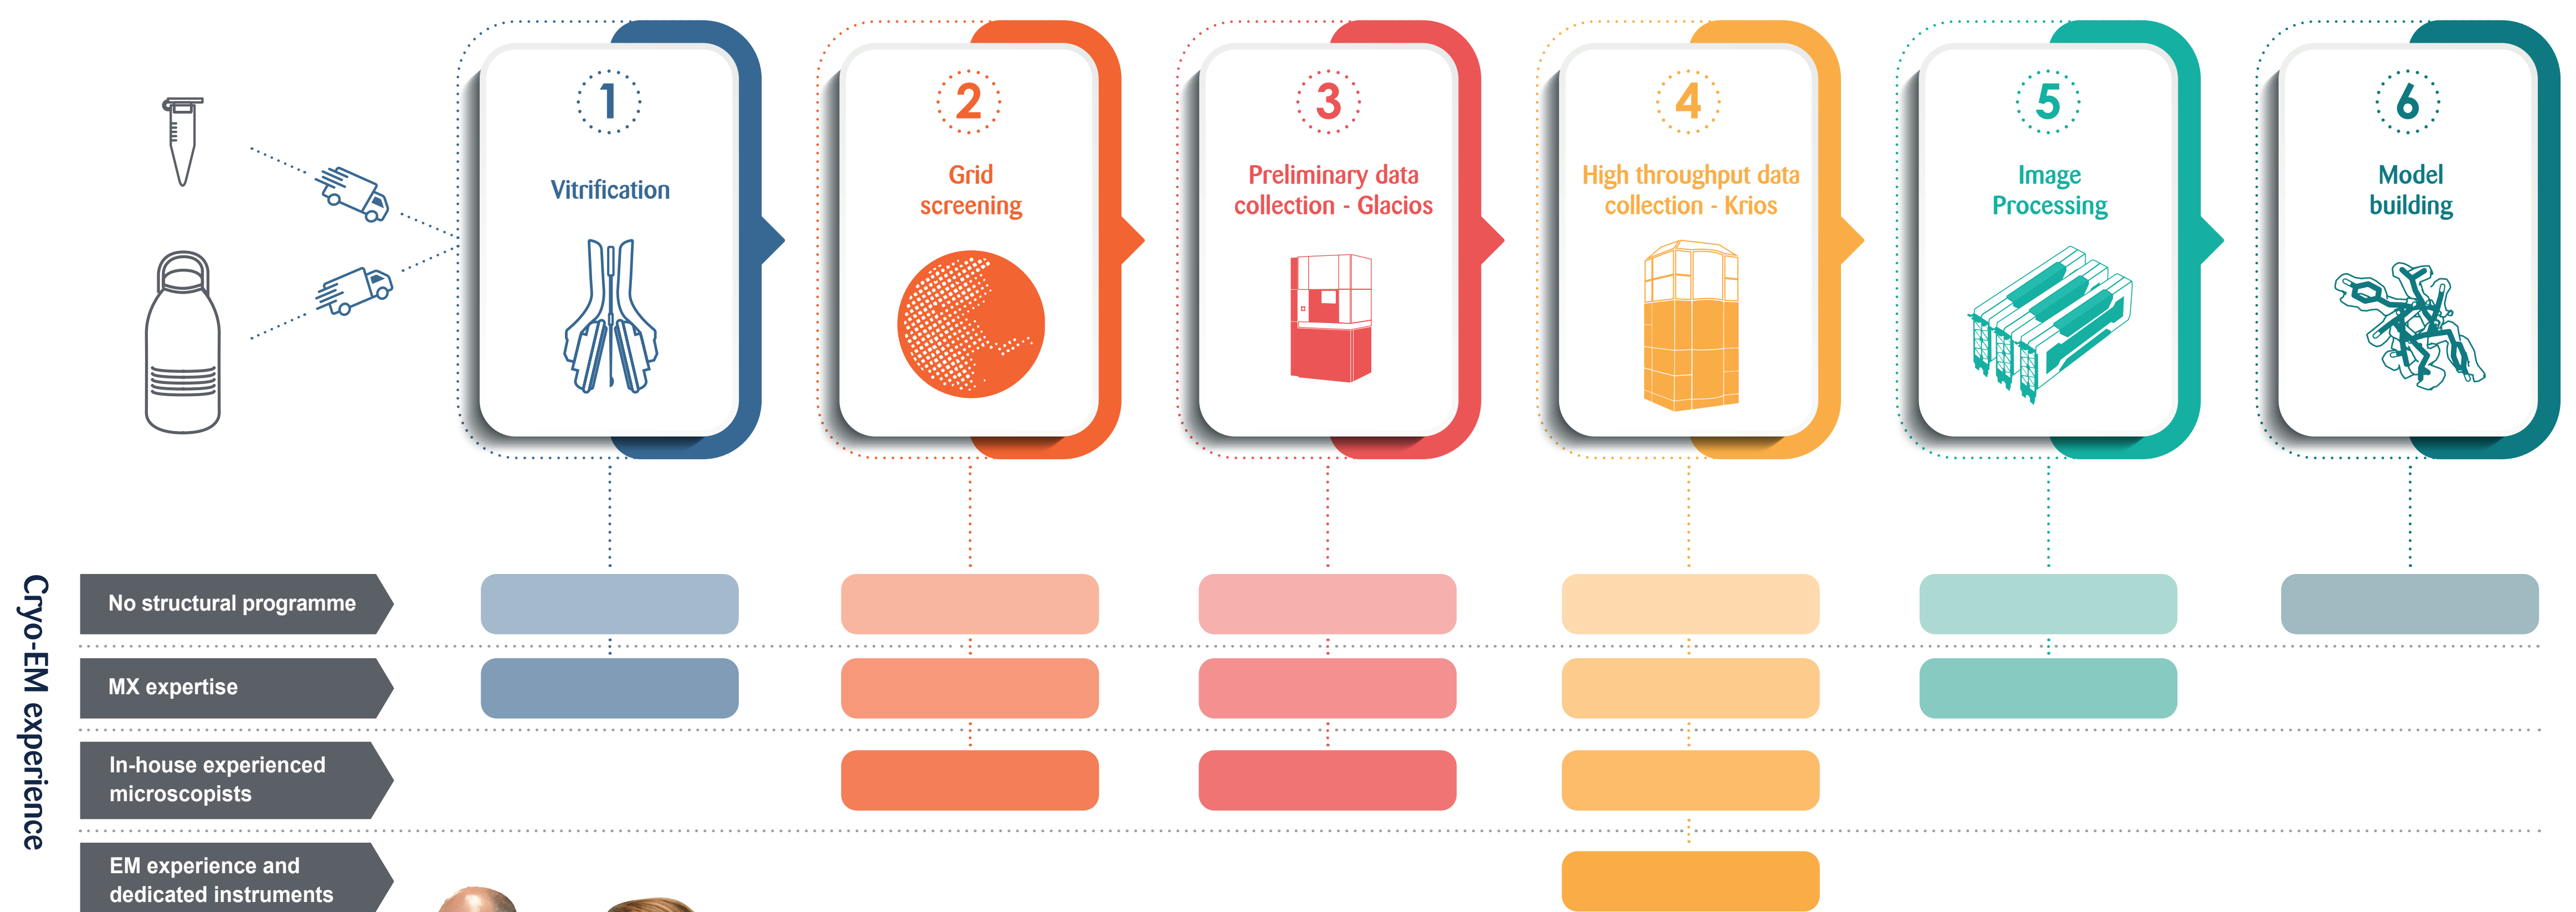 1
Vitrification
2
Grid
screening
3
Preliminary data
collection - Glacios
4
High throughput data
collection - Krios
5
Image
Processing
6
Model
building
Cryo-EM experience
No structural programme
MX expertise
In-house experienced
microscopists
EM experience and
dedicated instruments